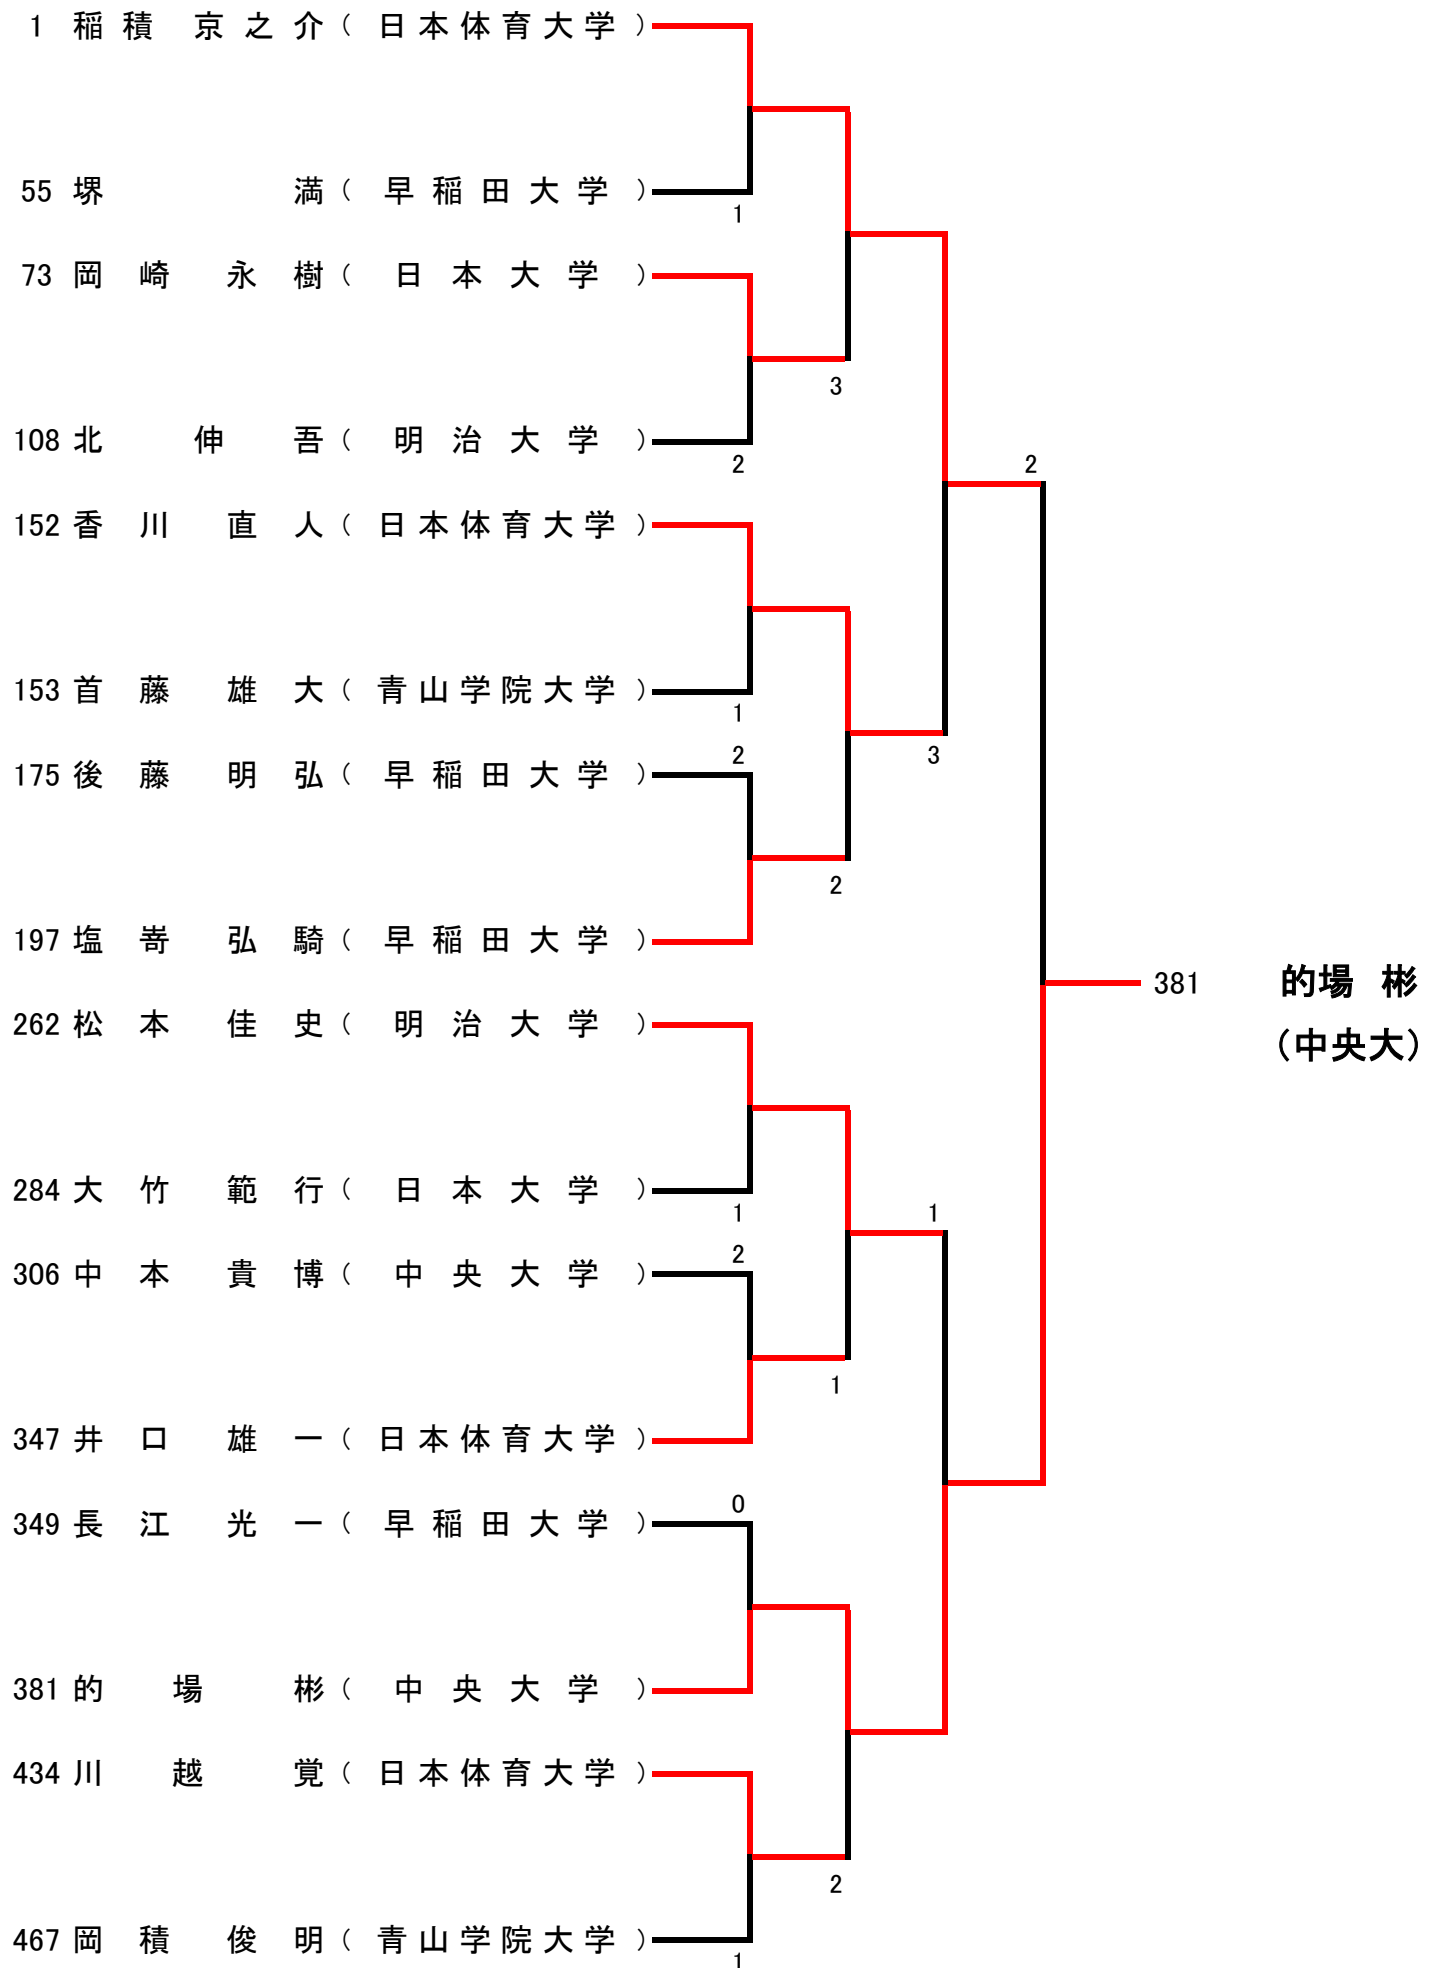 1 稲積 京之介 (日本体育大学)
55 堺 満 (早稲田大学)
1
73 岡崎 永樹 (日本大学)
3
108 北 伸吾 (明治大学)
2
2
152 香川 直人 (日本体育大学)
153 首藤 雄大 (青山学院大学)
1
3
2
175 後藤 明弘 (早稲田大学)
2
197 塩嵜 弘騎 (早稲田大学)
381 的場 彬
(中央大)
262 松本 佳史 (明治大学)
284 大竹 範行 (日本大学)
1
1
2
306 中本 貴博 (中央大学)
1
347 井口 雄一 (日本体育大学)
0
349 長江 光一 (早稲田大学)
381 的場 彬 (中央大学)
434 川越 覚 (日本体育大学)
2
467 岡積 俊明 (青山学院大学)
1